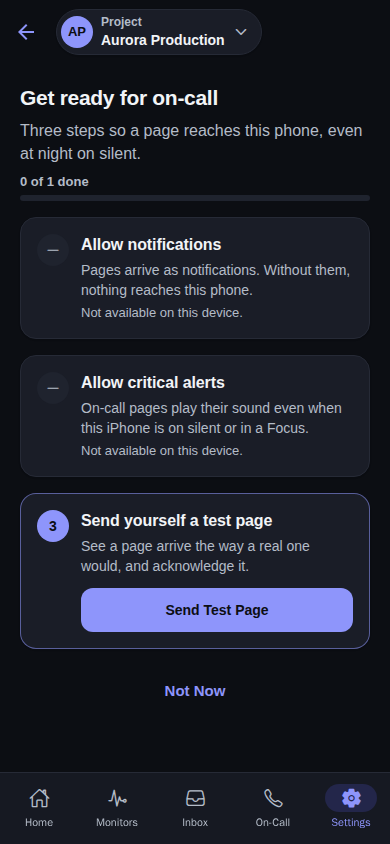 Project
AP
Aurora Production
Get ready for on-call
Three steps so a page reaches this phone, even
at night on silent.
0 of 1 done
Allow notifications
Pages arrive as notifications. Without them,
nothing reaches this phone.
Not available on this device.
Allow critical alerts
On-call pages play their sound even when
this iPhone is on silent or in a Focus.
Not available on this device.
3
Send yourself a test page
See a page arrive the way a real one
would, and acknowledge it.
Send Test Page
Not Now
Home
Monitors
Inbox
On-Call
Settings